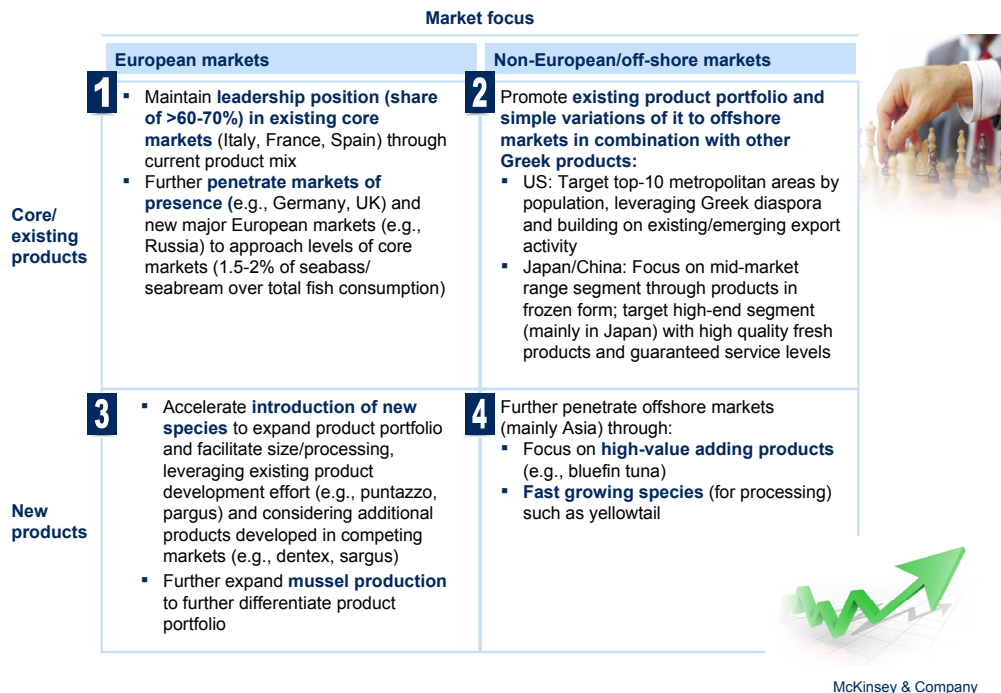 Market focus
European markets
Non-European/off-shore markets
Core/
existing
products
1
▪ Maintain leadership position (share
of >60-70%) in existing core
markets (Italy, France, Spain) through
current product mix
▪ Further penetrate markets of
presence (e.g., Germany, UK) and
new major European markets (e.g.,
Russia) to approach levels of core
markets (1.5-2% of seabass/
seabream over total fish consumption)
2
Promote existing product portfolio and
simple variations of it to offshore
markets in combination with other
Greek products:
▪ US: Target top-10 metropolitan areas by
population, leveraging Greek diaspora
and building on existing/emerging export
activity
▪ Japan/China: Focus on mid-market
range segment through products in
frozen form; target high-end segment
(mainly in Japan) with high quality fresh
products and guaranteed service levels
New
products
3
▪ Accelerate introduction of new
species to expand product portfolio
and facilitate size/processing,
leveraging existing product
development effort (e.g., puntazzo,
pargus) and considering additional
products developed in competing
markets (e.g., dentex, sargus)
▪ Further expand mussel production
to further differentiate product
portfolio
4
Further penetrate offshore markets
(mainly Asia) through:
▪ Focus on high-value adding products
(e.g., bluefin tuna)
▪ Fast growing species (for processing)
such as yellowtail
McKinsey & Company